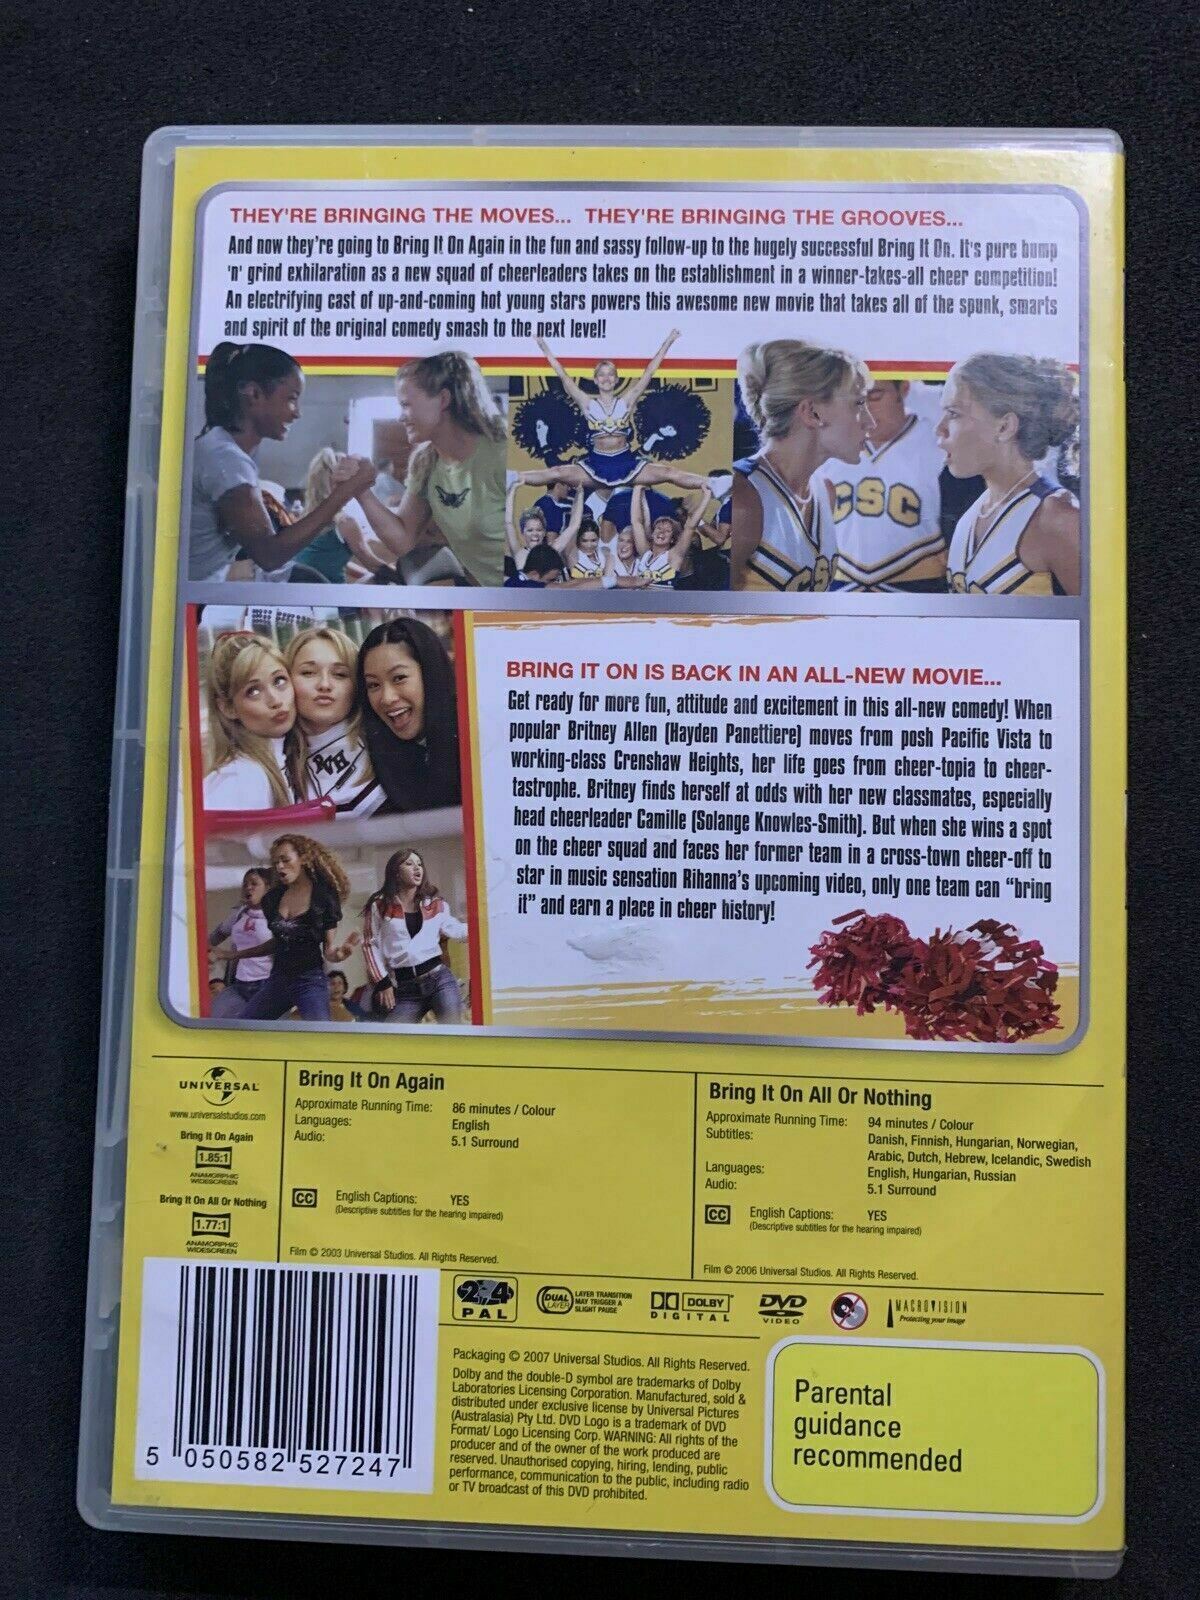 THEY'RE BRINGING THE MOVES... THEY'RE BRINGING THE GROOVES...
And now they're going to Bring It On Again in the fun and sassy follow-up to the hugely successful Bring It On. It's pure bump
'n' grind exhilaration as a new squad of cheerleaders takes on the establishment in a winner-takes-all cheer competition!
An electrifying cast of up-and-coming hot young stars powers this awesome new movie that takes all of the spunk, smarts
and spirit of the original comedy smash to the next level!
CSC
CSC
CSC
RVH
BRING IT ON IS BACK IN AN ALL-NEW MOVIE...
Get ready for more fun, attitude and excitement in this all-new comedy! When
popular Britney Allen (Hayden Panettiere) moves from posh Pacific Vista to
working-class Crenshaw Heights, her life goes from cheer-topia to cheer-
tastrophe. Britney finds herself at odds with her new classmates, especially
head cheerleader Camille (Solange Knowles-Smith). But when she wins a spot
on the cheer squad and faces her former team in a cross-town cheer-off to
star in music sensation Rihanna's upcoming video, only one team can "bring
it" and earn a place in cheer history!
UNIVERSAL
www.universalstudios.com
Bring It On Again
1.85:1
ANAMORPHIC
WIDESCREEN
Bring It On All Or Nothing
1.77:1
ANAMORPHIC
WIDESCREEN
Bring It On Again
Approximate Running Time: 86 minutes / Colour
Languages: English
Audio: 5.1 Surround
CC English Captions: YES
(Descriptive subtitles for the hearing impaired)
Film © 2003 Universal Studios. All Rights Reserved.
Bring It On All Or Nothing
Approximate Running Time: 94 minutes / Colour
Subtitles: Danish, Finnish, Hungarian, Norwegian,
Arabic, Dutch, Hebrew, Icelandic, Swedish
Languages: English, Hungarian, Russian
Audio: 5.1 Surround
CC English Captions: YES
(Descriptive subtitles for the hearing impaired)
Film © 2006 Universal Studios. All Rights Reserved.
2 4
PAL
DUAL LAYER
LAYER TRANSITION
MAY TRIGGER A
SLIGHT PAUSE
DOLBY
DIGITAL
DVD
VIDEO
MACROVISION
Protecting your image
5 050582 527247
Packaging © 2007 Universal Studios. All Rights Reserved.
Dolby and the double-D symbol are trademarks of Dolby
Laboratories Licensing Corporation. Manufactured, sold &
distributed under exclusive license by Universal Pictures
(Australasia) Pty Ltd. DVD Logo is a trademark of DVD
Format/ Logo Licensing Corp. WARNING: All rights of the
producer and of the owner of the work produced are
reserved. Unauthorised copying, hiring, lending, public
performance, communication to the public, including radio
or TV broadcast of this DVD prohibited.
Parental
guidance
recommended